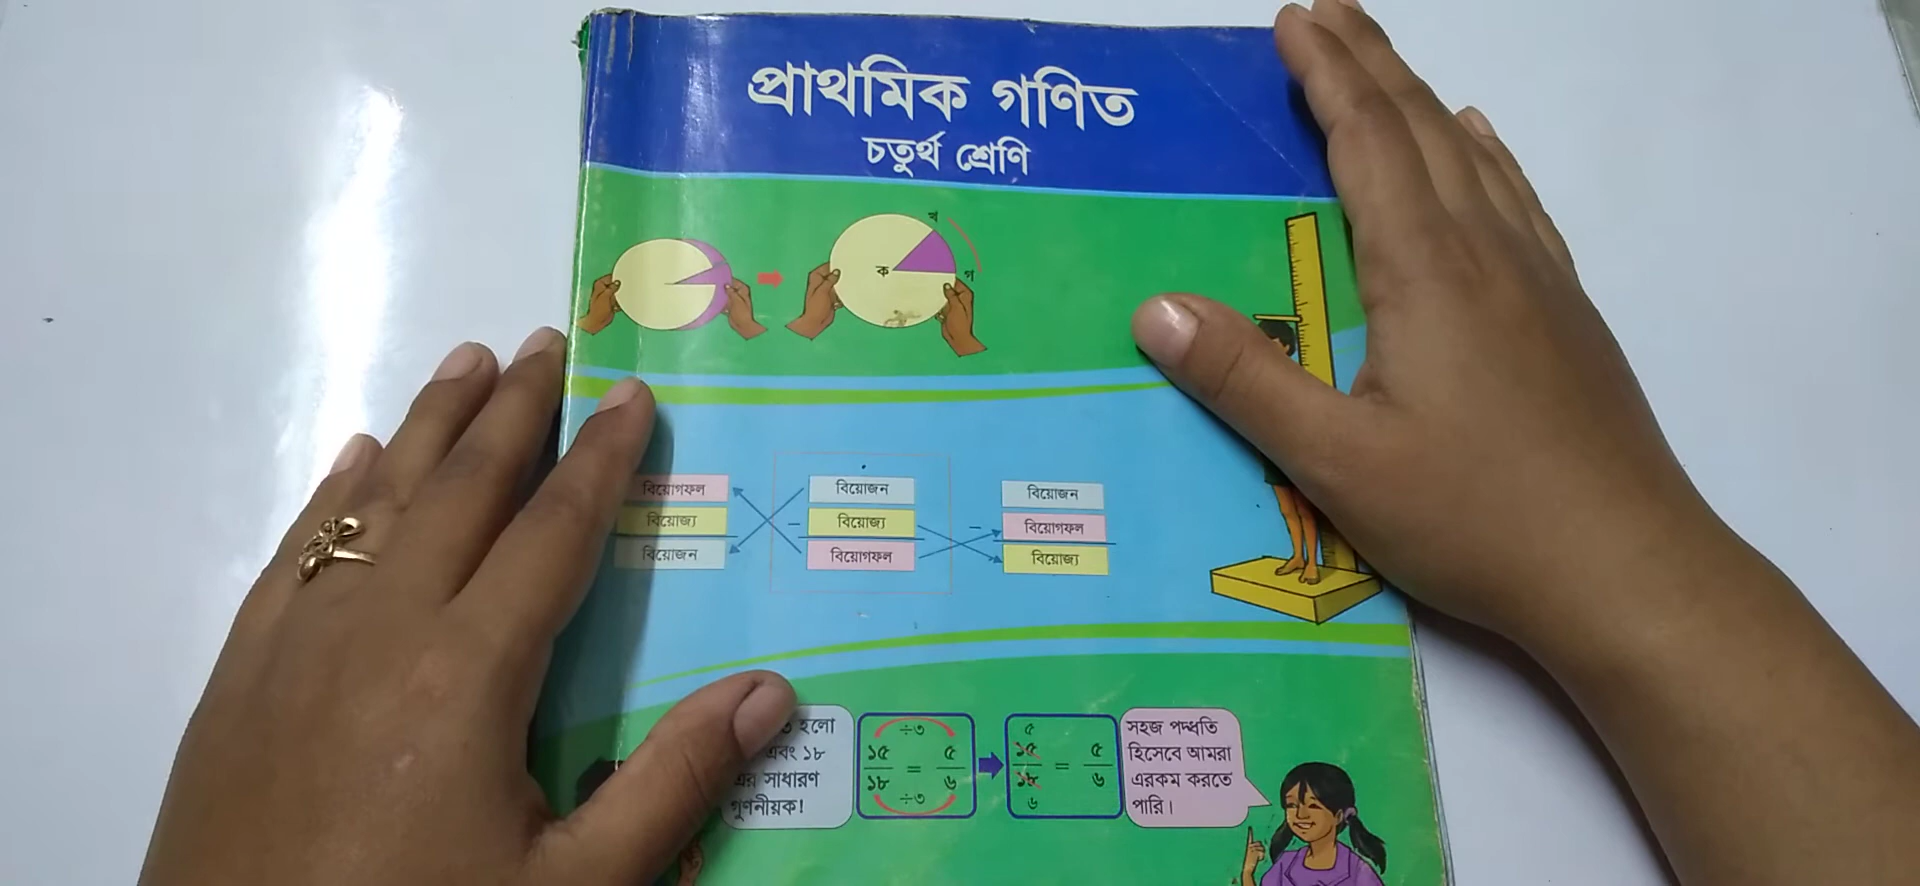 প্রাথমিক গণিত
চতুর্থ শ্রেণি
খ
ক
গ
বিয়োগফল
বিয়োজ্য
বিয়োজন
বিয়োজন
– বিয়োজ্য
বিয়োগফল
বিয়োজন
– বিয়োগফল
বিয়োজ্য
হলো
এবং ১৮
এর সাধারণ
গুণনীয়ক!
÷৩
১৫/১৮ = ৫/৬
÷৩
৫
১৫/১৮ = ৫/৬
৬
সহজ পদ্ধতি
হিসেবে আমরা
এরকম করতে
পারি।